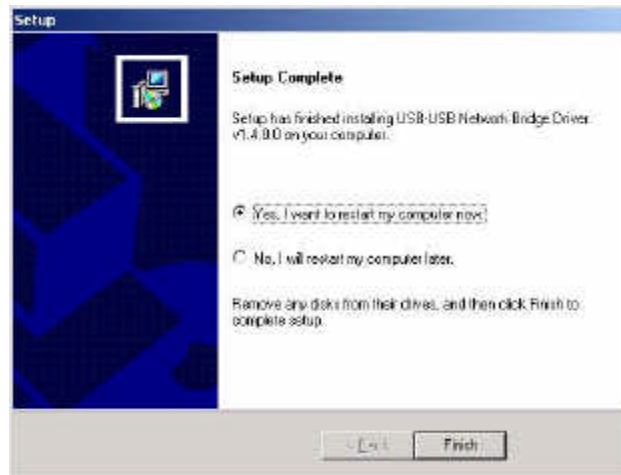 Setup
Setup Complete
Setup has finished installing USB-USB Network Bridge Driver
v1.4.0.0 on your computer.
Yes, I want to restart my computer now.
No, I will restart my computer later.
Remove any disks from their drives, and then click Finish to
complete setup.
< Back
Finish